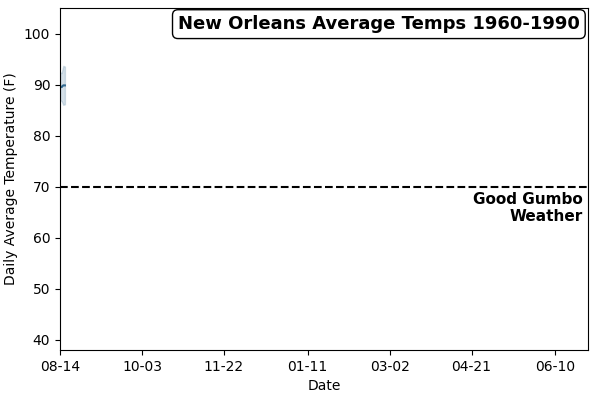 New Orleans Average Temps 1960-1990
100
90
80
70
60
50
40
Daily Average Temperature (F)
Good Gumbo
Weather
08-14 10-03 11-22 01-11 03-02 04-21 06-10
Date